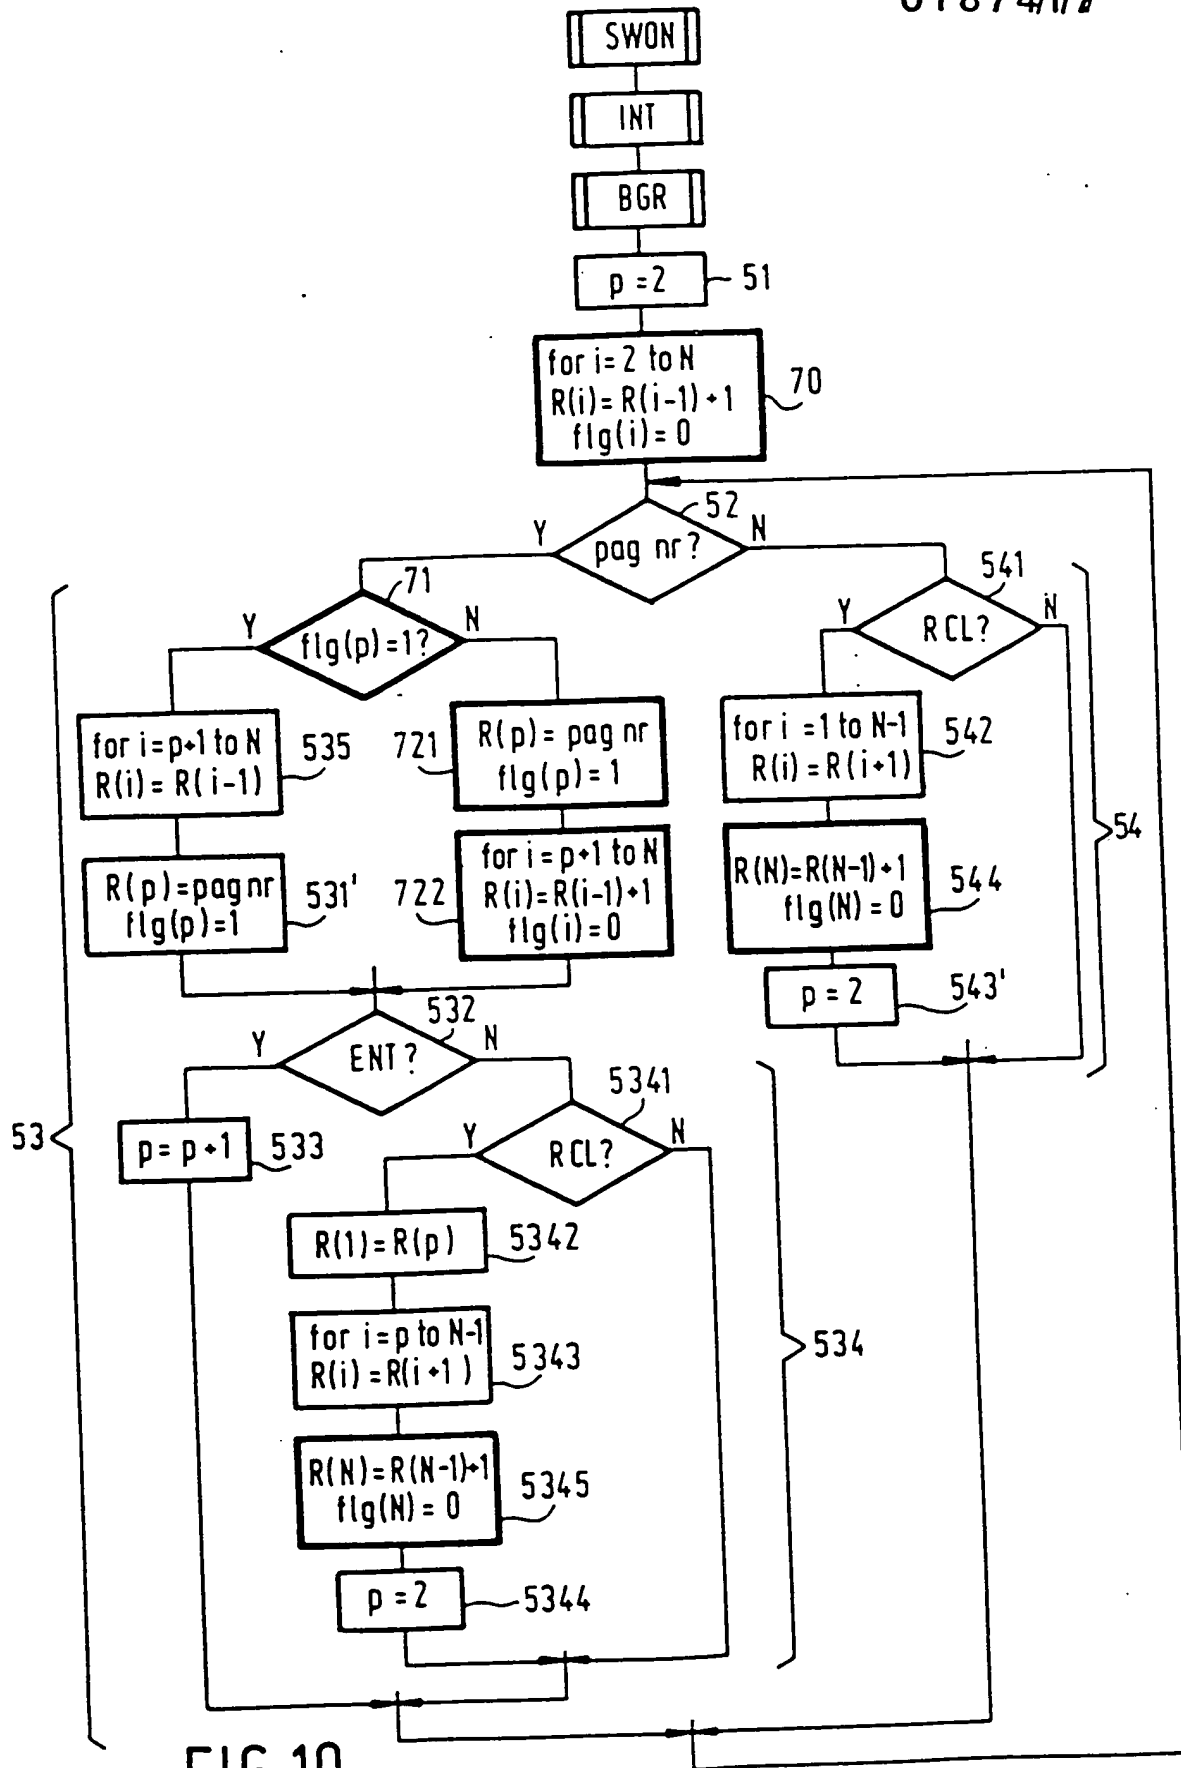 SWON
INT
BGR
p = 2
51
for i= 2 to N
R(i)= R(i-1)+1
flg(i)= 0
70
52
pag nr?
Y
N
71
flg(p)=1?
Y
N
541
RCL?
Y
N
for i=p+1 to N
R(i)= R(i-1)
535
721
R(p)= pag nr
flg(p)=1
for i =1 to N-1
R(i)= R(i+1)
542
54
R(p)=pag nr
flg(p)=1
531'
722
for i=p+1 to N
R(i)=R(i-1)+1
flg(i)=0
R(N)=R(N-1)+1
flg(N)=0
544
p=2
543'
532
ENT?
Y
N
5341
RCL?
Y
N
53
p= p+1
533
R(1)=R(p)
5342
for i=p to N-1
R(i)=R(i+1)
5343
534
R(N)=R(N-1)+1
flg(N)= 0
5345
p =2
5344
FIG.10